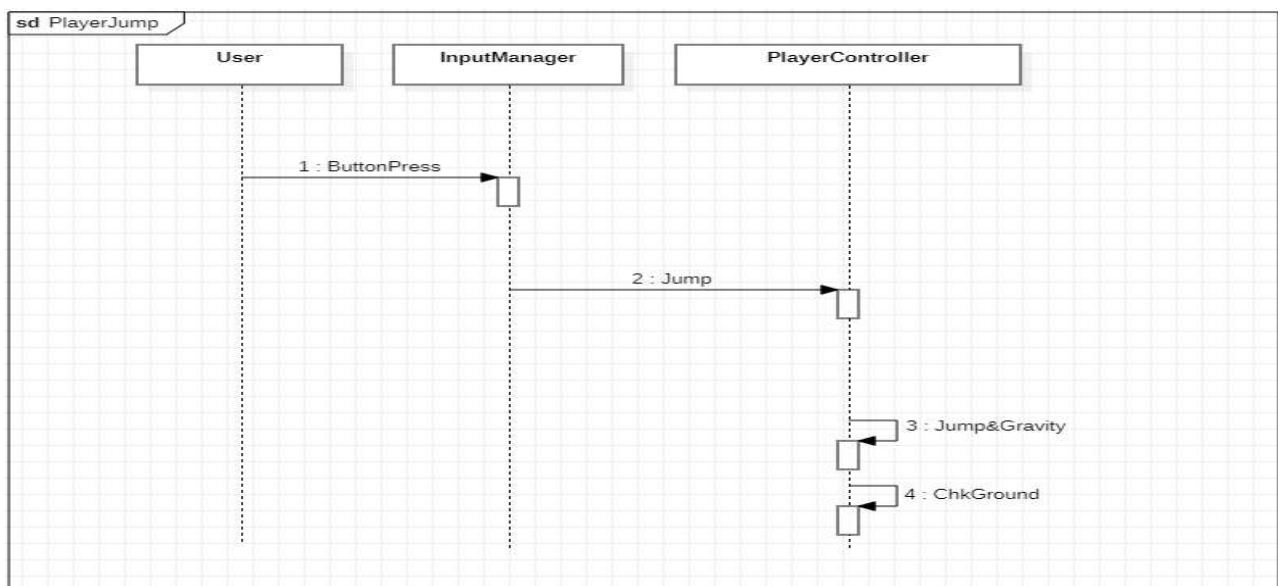 sd PlayerJump
User
InputManager
PlayerController
1 : ButtonPress
2 : Jump
3 : Jump&Gravity
4 : ChkGround